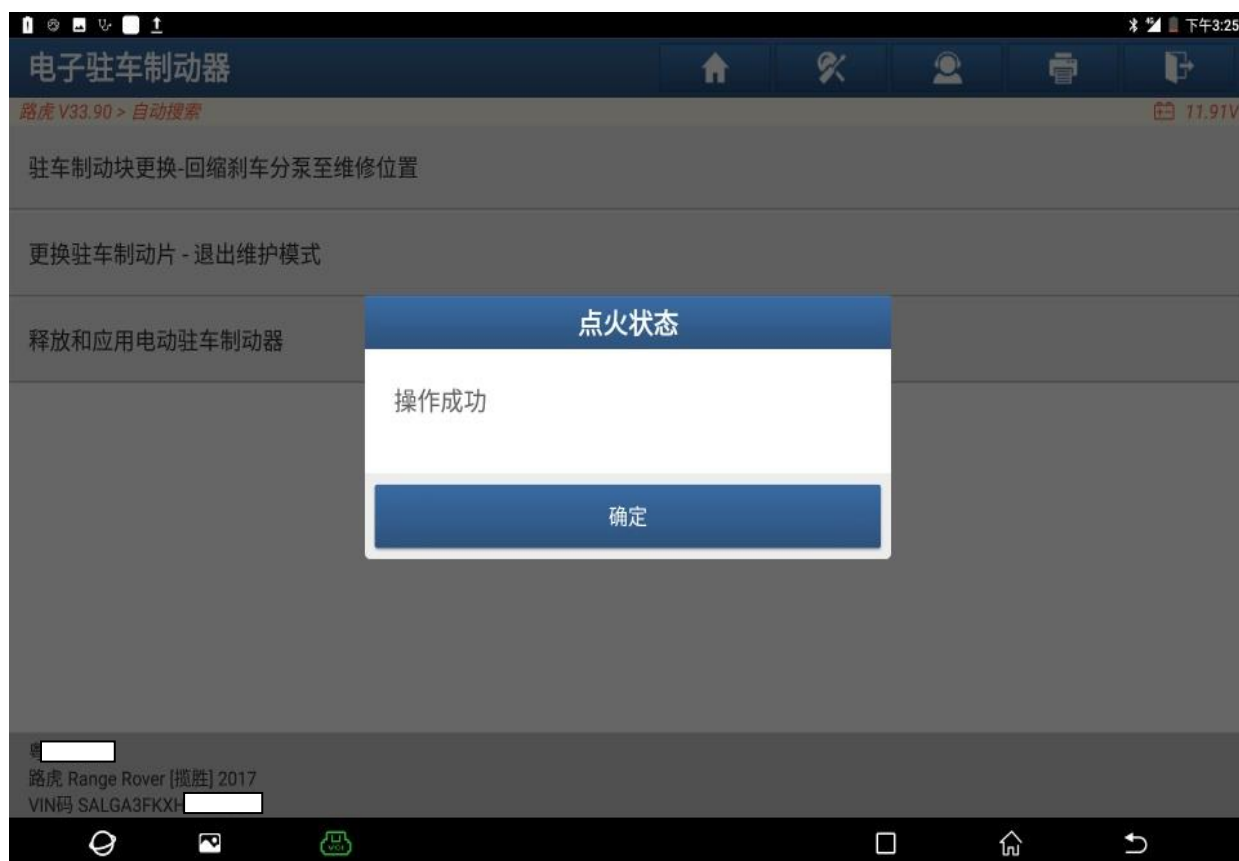 下午3:25
电子驻车制动器
路虎 V33.90 > 自动搜索
11.91V
驻车制动块更换-回缩刹车分泵至维修位置
更换驻车制动片 - 退出维护模式
释放和应用电动驻车制动器
点火状态
操作成功
确定
粤
路虎 Range Rover [揽胜] 2017
VIN码 SALGA3FKXH
VCI